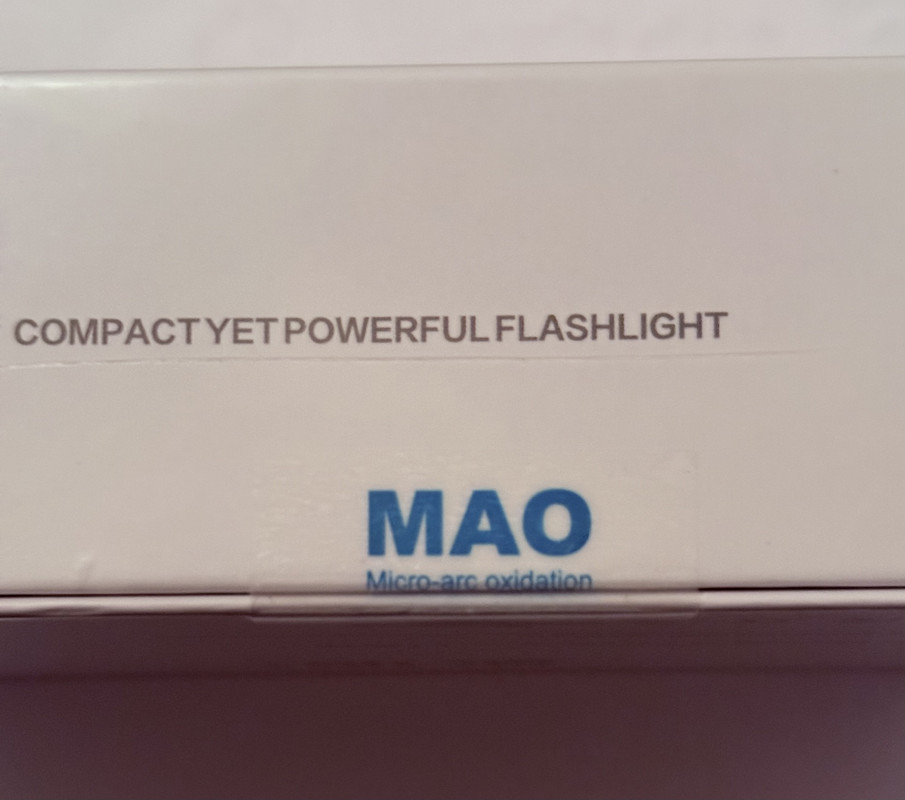 COMPACT YET POWERFUL FLASHLIGHT
MAO
Micro-arc oxidation